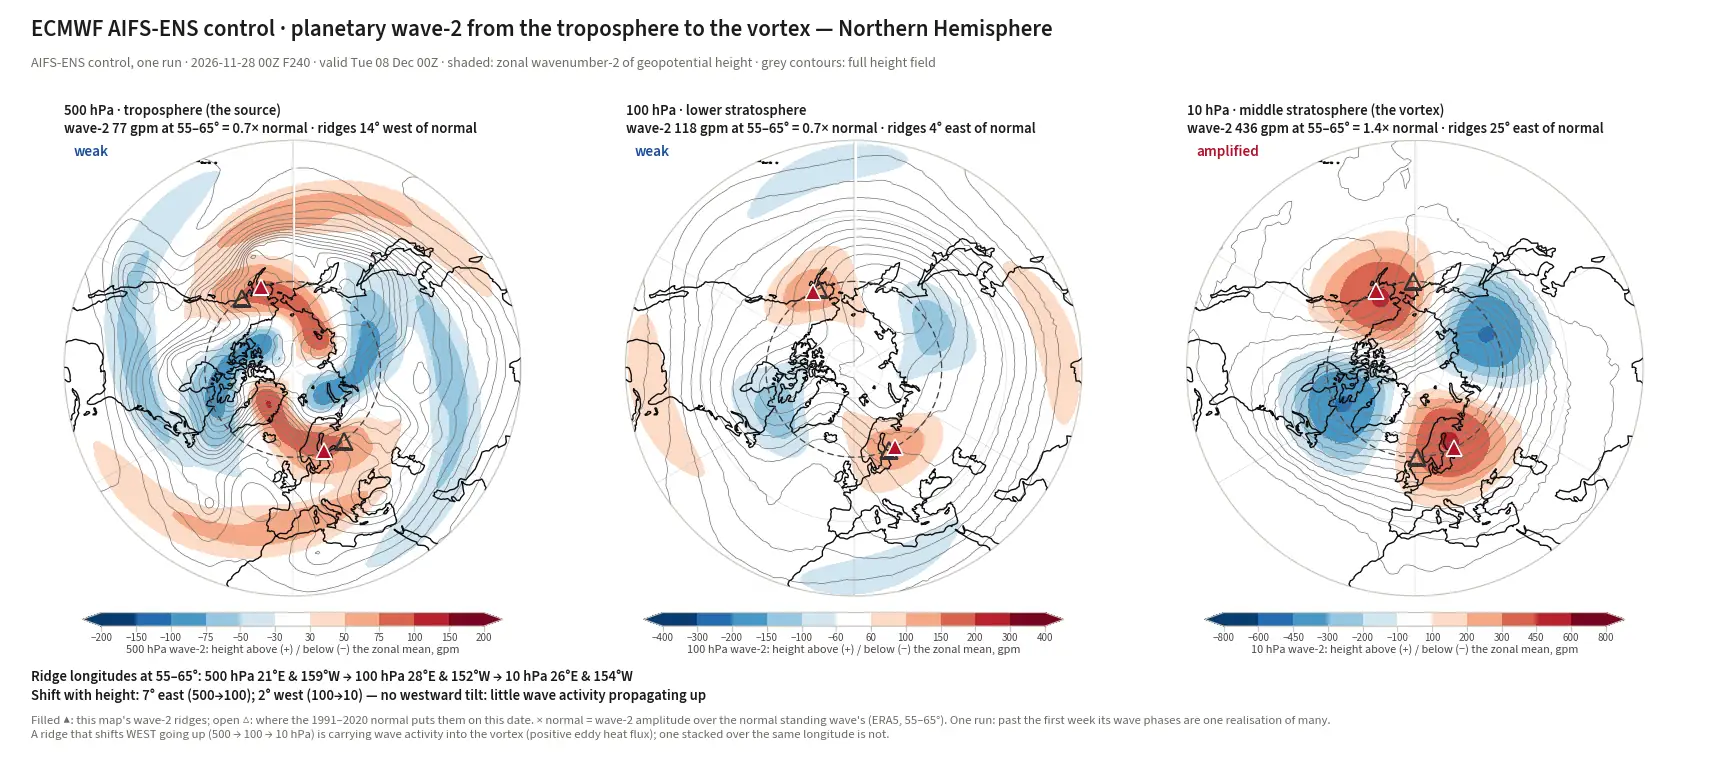 ECMWF AIFS-ENS control · planetary wave-2 from the troposphere to the vortex — Northern Hemisphere
AIFS-ENS control, one run · 2026-11-28 00Z F240 · valid Tue 08 Dec 00Z · shaded: zonal wavenumber-2 of geopotential height · grey contours: full height field
500 hPa · troposphere (the source)
wave-2 77 gpm at 55–65° = 0.7× normal · ridges 14° west of normal
weak
100 hPa · lower stratosphere
wave-2 118 gpm at 55–65° = 0.7× normal · ridges 4° east of normal
weak
10 hPa · middle stratosphere (the vortex)
wave-2 436 gpm at 55–65° = 1.4× normal · ridges 25° east of normal
amplified
−200 −150 −100 −75 −50 −30 30 50 75 100 150 200
500 hPa wave-2: height above (+) / below (−) the zonal mean, gpm
−400 −300 −200 −150 −100 −60 60 100 150 200 300 400
100 hPa wave-2: height above (+) / below (−) the zonal mean, gpm
−800 −600 −450 −300 −200 −100 100 200 300 450 600 800
10 hPa wave-2: height above (+) / below (−) the zonal mean, gpm
Ridge longitudes at 55–65°: 500 hPa 21°E & 159°W → 100 hPa 28°E & 152°W → 10 hPa 26°E & 154°W
Shift with height: 7° east (500→100); 2° west (100→10) — no westward tilt: little wave activity propagating up
Filled ▲: this map's wave-2 ridges; open △: where the 1991–2020 normal puts them on this date. × normal = wave-2 amplitude over the normal standing wave's (ERA5, 55–65°). One run: past the first week its wave phases are one realisation of many.
A ridge that shifts WEST going up (500 → 100 → 10 hPa) is carrying wave activity into the vortex (positive eddy heat flux); one stacked over the same longitude is not.